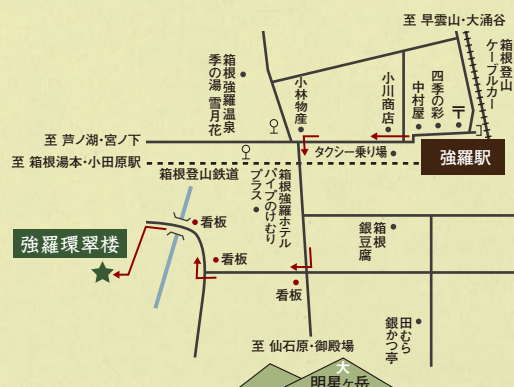 至 早雲山・大涌谷
箱根登山
ケーブルカー
箱根強羅温泉
季の湯 雪月花
小林物産
小川商店
中村屋
四季の彩
〒
至 芦ノ湖・宮ノ下
タクシー乗り場
強羅駅
至 箱根湯本・小田原駅
箱根登山鉄道
箱根強羅ホテル
パイプのけむり
プラス
看板
強羅環翠楼
看板
箱根
銀豆腐
看板
田むら
銀かつ亭
至 仙石原・御殿場
大
明星ヶ岳